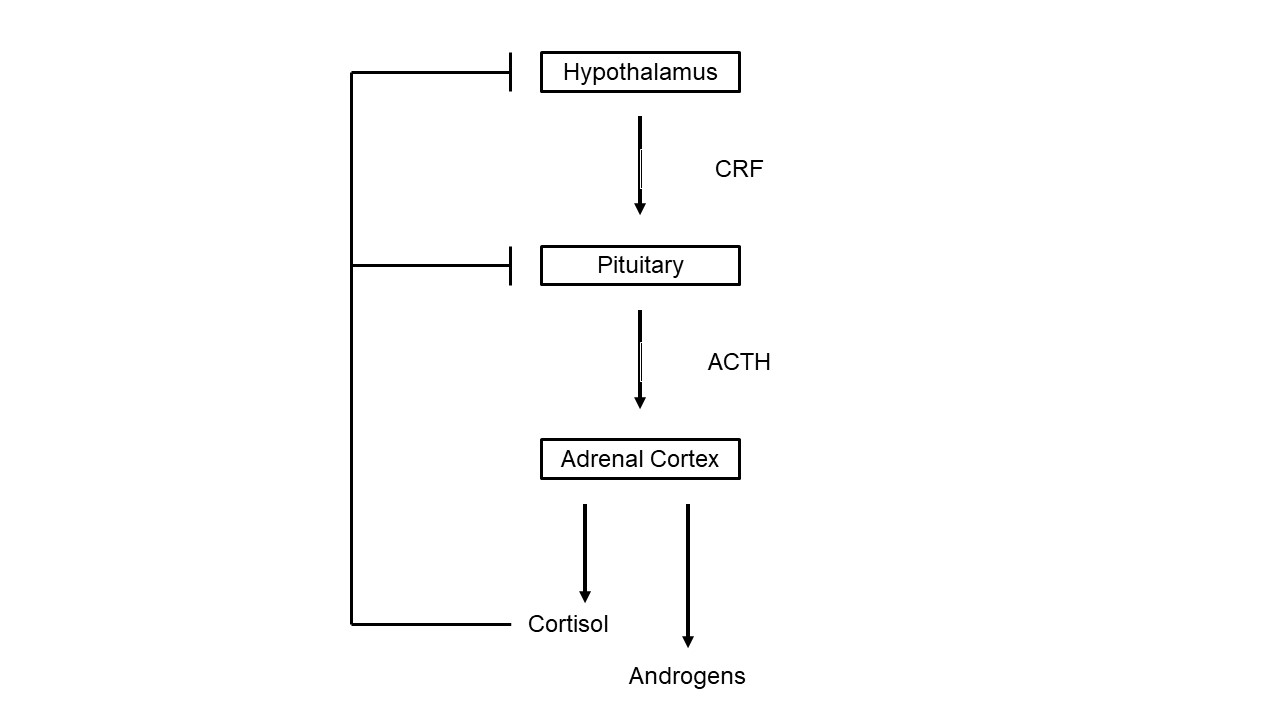 Hypothalamus
CRF
Pituitary
ACTH
Adrenal Cortex
Cortisol
Androgens